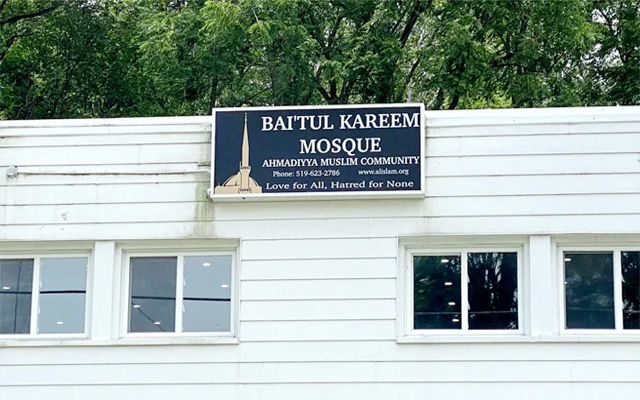 BAI'TUL KAREEM
MOSQUE
AHMADIYYA MUSLIM COMMUNITY
Phone: 519-623-2786 www.alislam.org
Love for All, Hatred for None